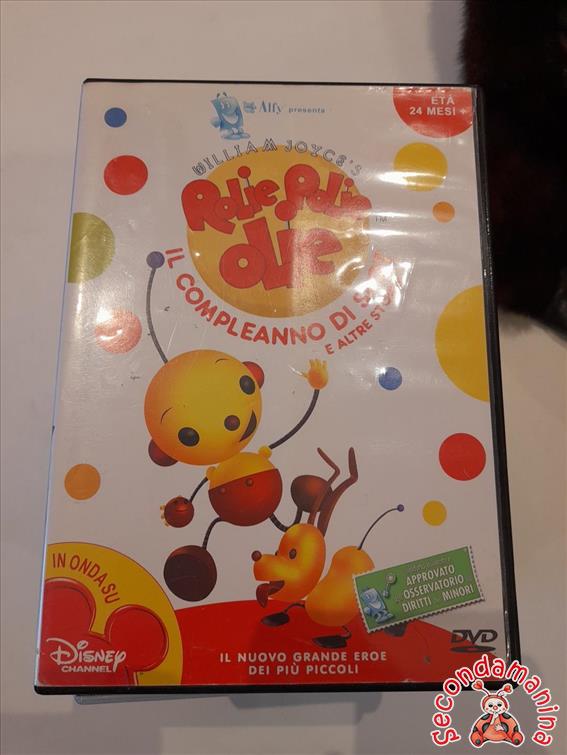 Alfy presenta
ETÀ
24 MESI +
WILLIAM JOYCE'S
Rolie Polie
Olie
TM
IL COMPLEANNO DI
E ALTRE
APPROVATO
OSSERVATORIO
DIRITTI MINORI
IN ONDA SU
Disney
CHANNEL
DVD
IL NUOVO GRANDE EROE
DEI PIÙ PICCOLI
secondamanina